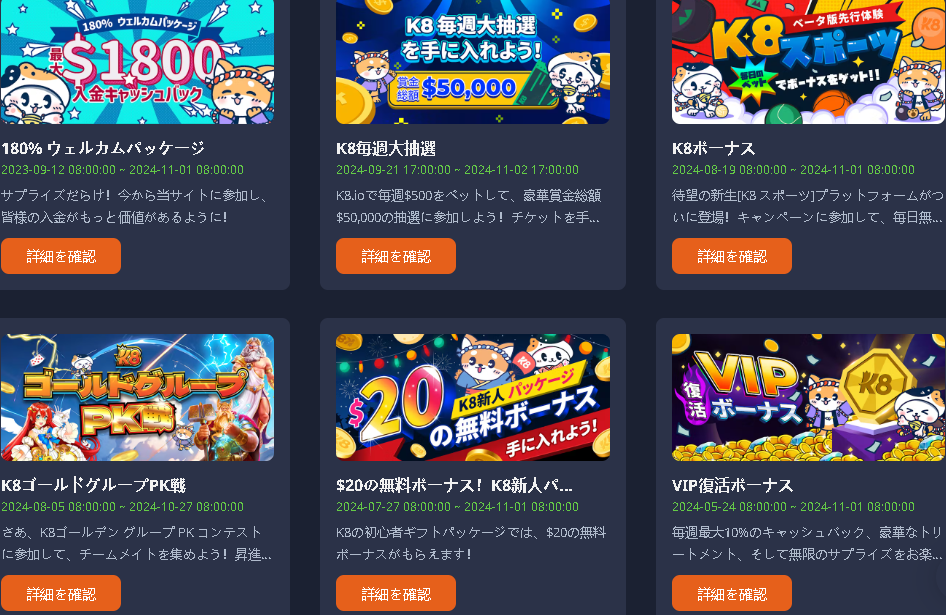 180% ウェルカムパッケージ
最大 $1800
入金キャッシュバック
180% ウェルカムパッケージ
2023-09-12 08:00:00 ~ 2024-11-01 08:00:00
サプライズだらけ！今から当サイトに参加し、
皆様の入金がもっと価値があるように！
詳細を確認
K8 毎週大抽選
を手に入れよう!
賞金総額 $50,000
K8毎週大抽選
2024-09-21 17:00:00 ~ 2024-11-02 17:00:00
K8.ioで毎週$500をベットして、豪華賞金総額
$50,000の抽選に参加しよう！チケットを手...
詳細を確認
ベータ版先行体験
K8 スポーツ
毎日のベット
でボーナスをゲット!!
K8
K8ボーナス
2024-08-19 08:00:00 ~ 2024-11-01 08:00:00
待望の新生[K8 スポーツ]プラットフォームがつ
いに登場！キャンペーンに参加して、毎日無...
詳細を確認
K8
ゴールドグループ
PK戦
K8ゴールドグループPK戦
2024-08-05 08:00:00 ~ 2024-10-27 08:00:00
さあ、K8ゴールデン グループ PK コンテスト
に参加して、チームメイトを集めよう！昇進...
詳細を確認
K8
$20 K8新人 パッケージ
の無料ボーナス
手に入れよう!
$20の無料ボーナス！K8新人パ...
2024-07-27 08:00:00 ~ 2024-11-01 08:00:00
K8の初心者ギフトパッケージでは、$20の無料
ボーナスがもらえます！
詳細を確認
VIP
復活 ボーナス
K8
VIP復活ボーナス
2024-05-24 08:00:00 ~ 2024-11-01 08:00:00
毎週最大10%のキャッシュバック、豪華なトリ
ートメント、そして無限のサプライズをお楽...
詳細を確認